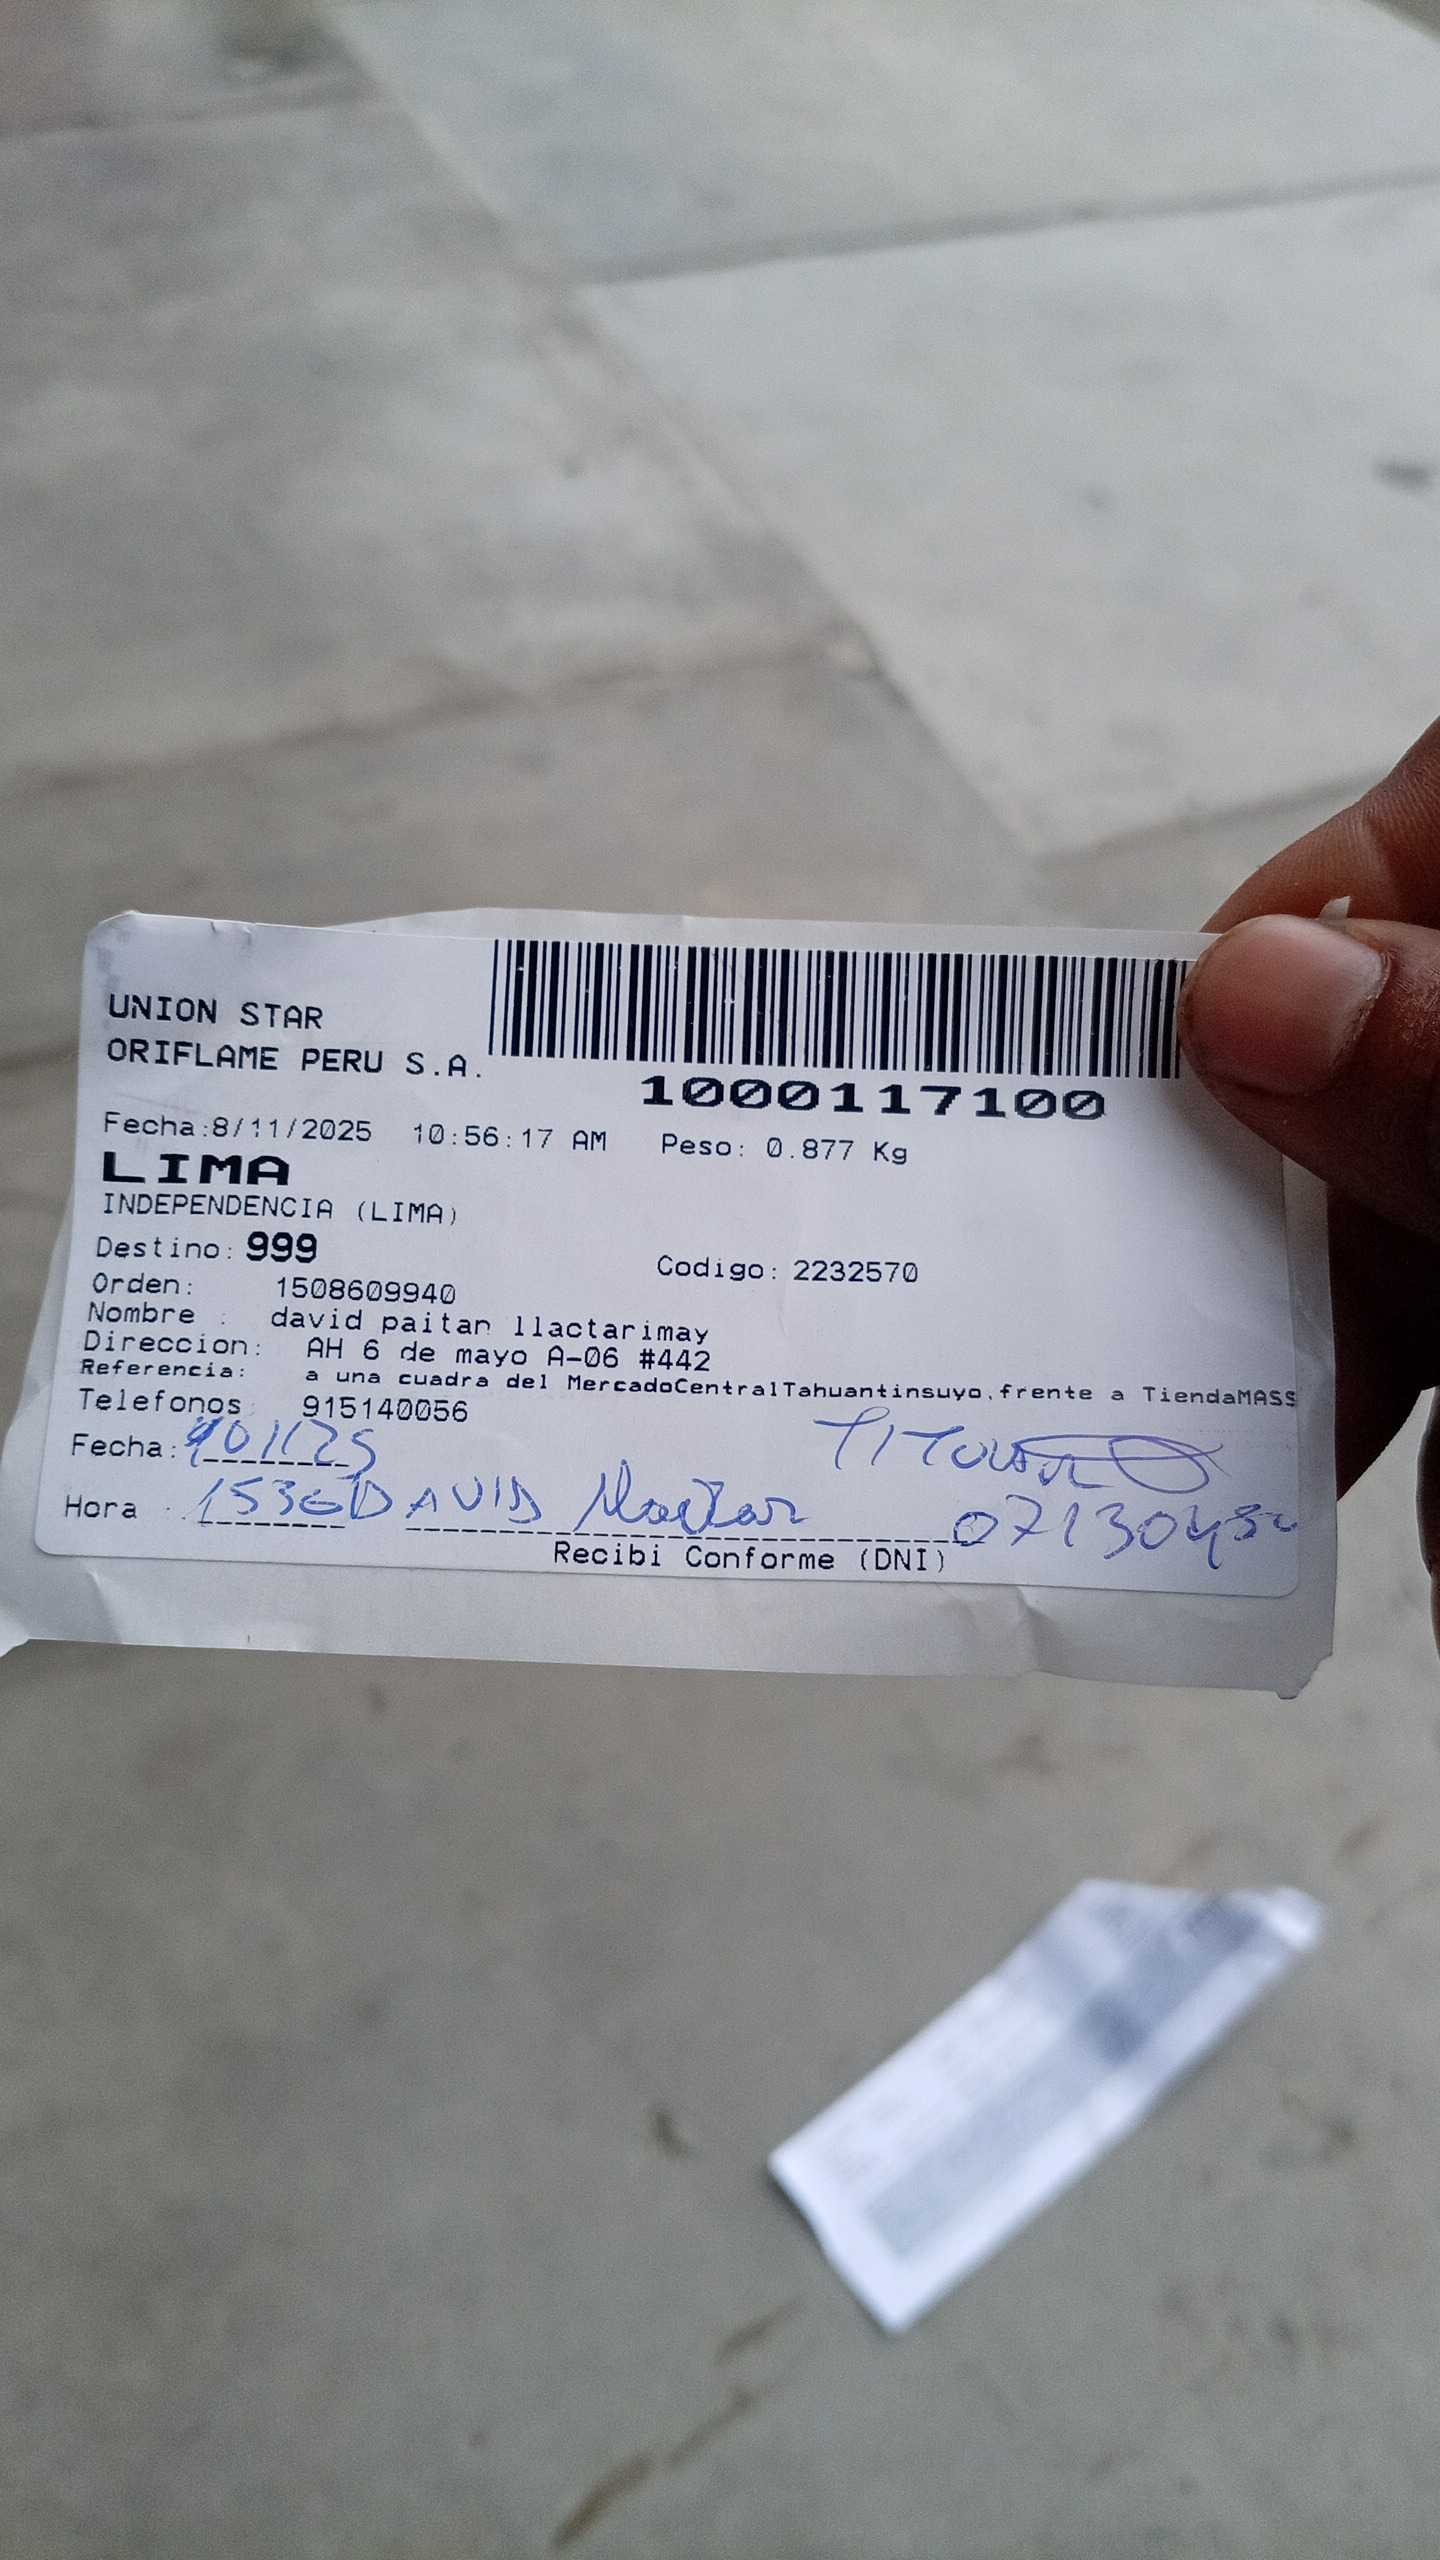 UNION STAR
ORIFLAME PERU S.A.
1000117100
Fecha:8/11/2025 10:56:17 AM Peso: 0.877 Kg
LIMA
INDEPENDENCIA (LIMA)
Destino: 999
Codigo: 2232570
Orden: 1508609940
Nombre : david paitan llactarimay
Direccion: AH 6 de mayo A-06 #442
Referencia: a una cuadra del MercadoCentralTahuantinsuyo,frente a TiendaMASS
Telefonos: 915140056
Fecha:
Hora : 1536 DAVID
Recibi Conforme (DNI)